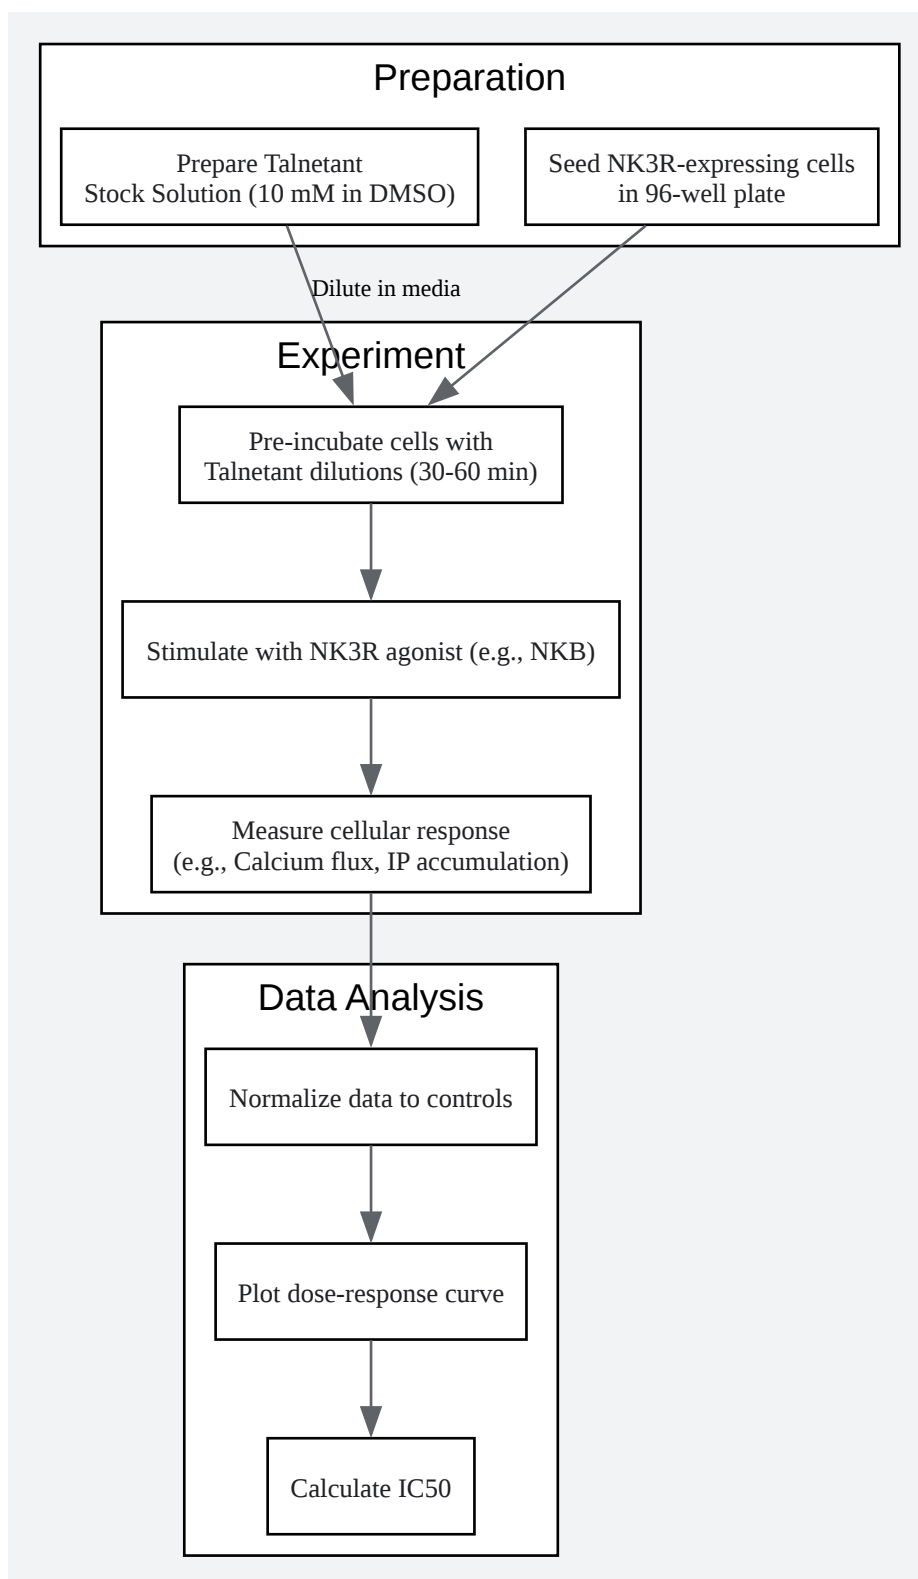 Preparation
Prepare Talnetant
Stock Solution (10 mM in DMSO)
Seed NK3R-expressing cells
in 96-well plate
Dilute in media
Experiment
Pre-incubate cells with
Talnetant dilutions (30-60 min)
Stimulate with NK3R agonist (e.g., NKB)
Measure cellular response
(e.g., Calcium flux, IP accumulation)
Data Analysis
Normalize data to controls
Plot dose-response curve
Calculate IC50